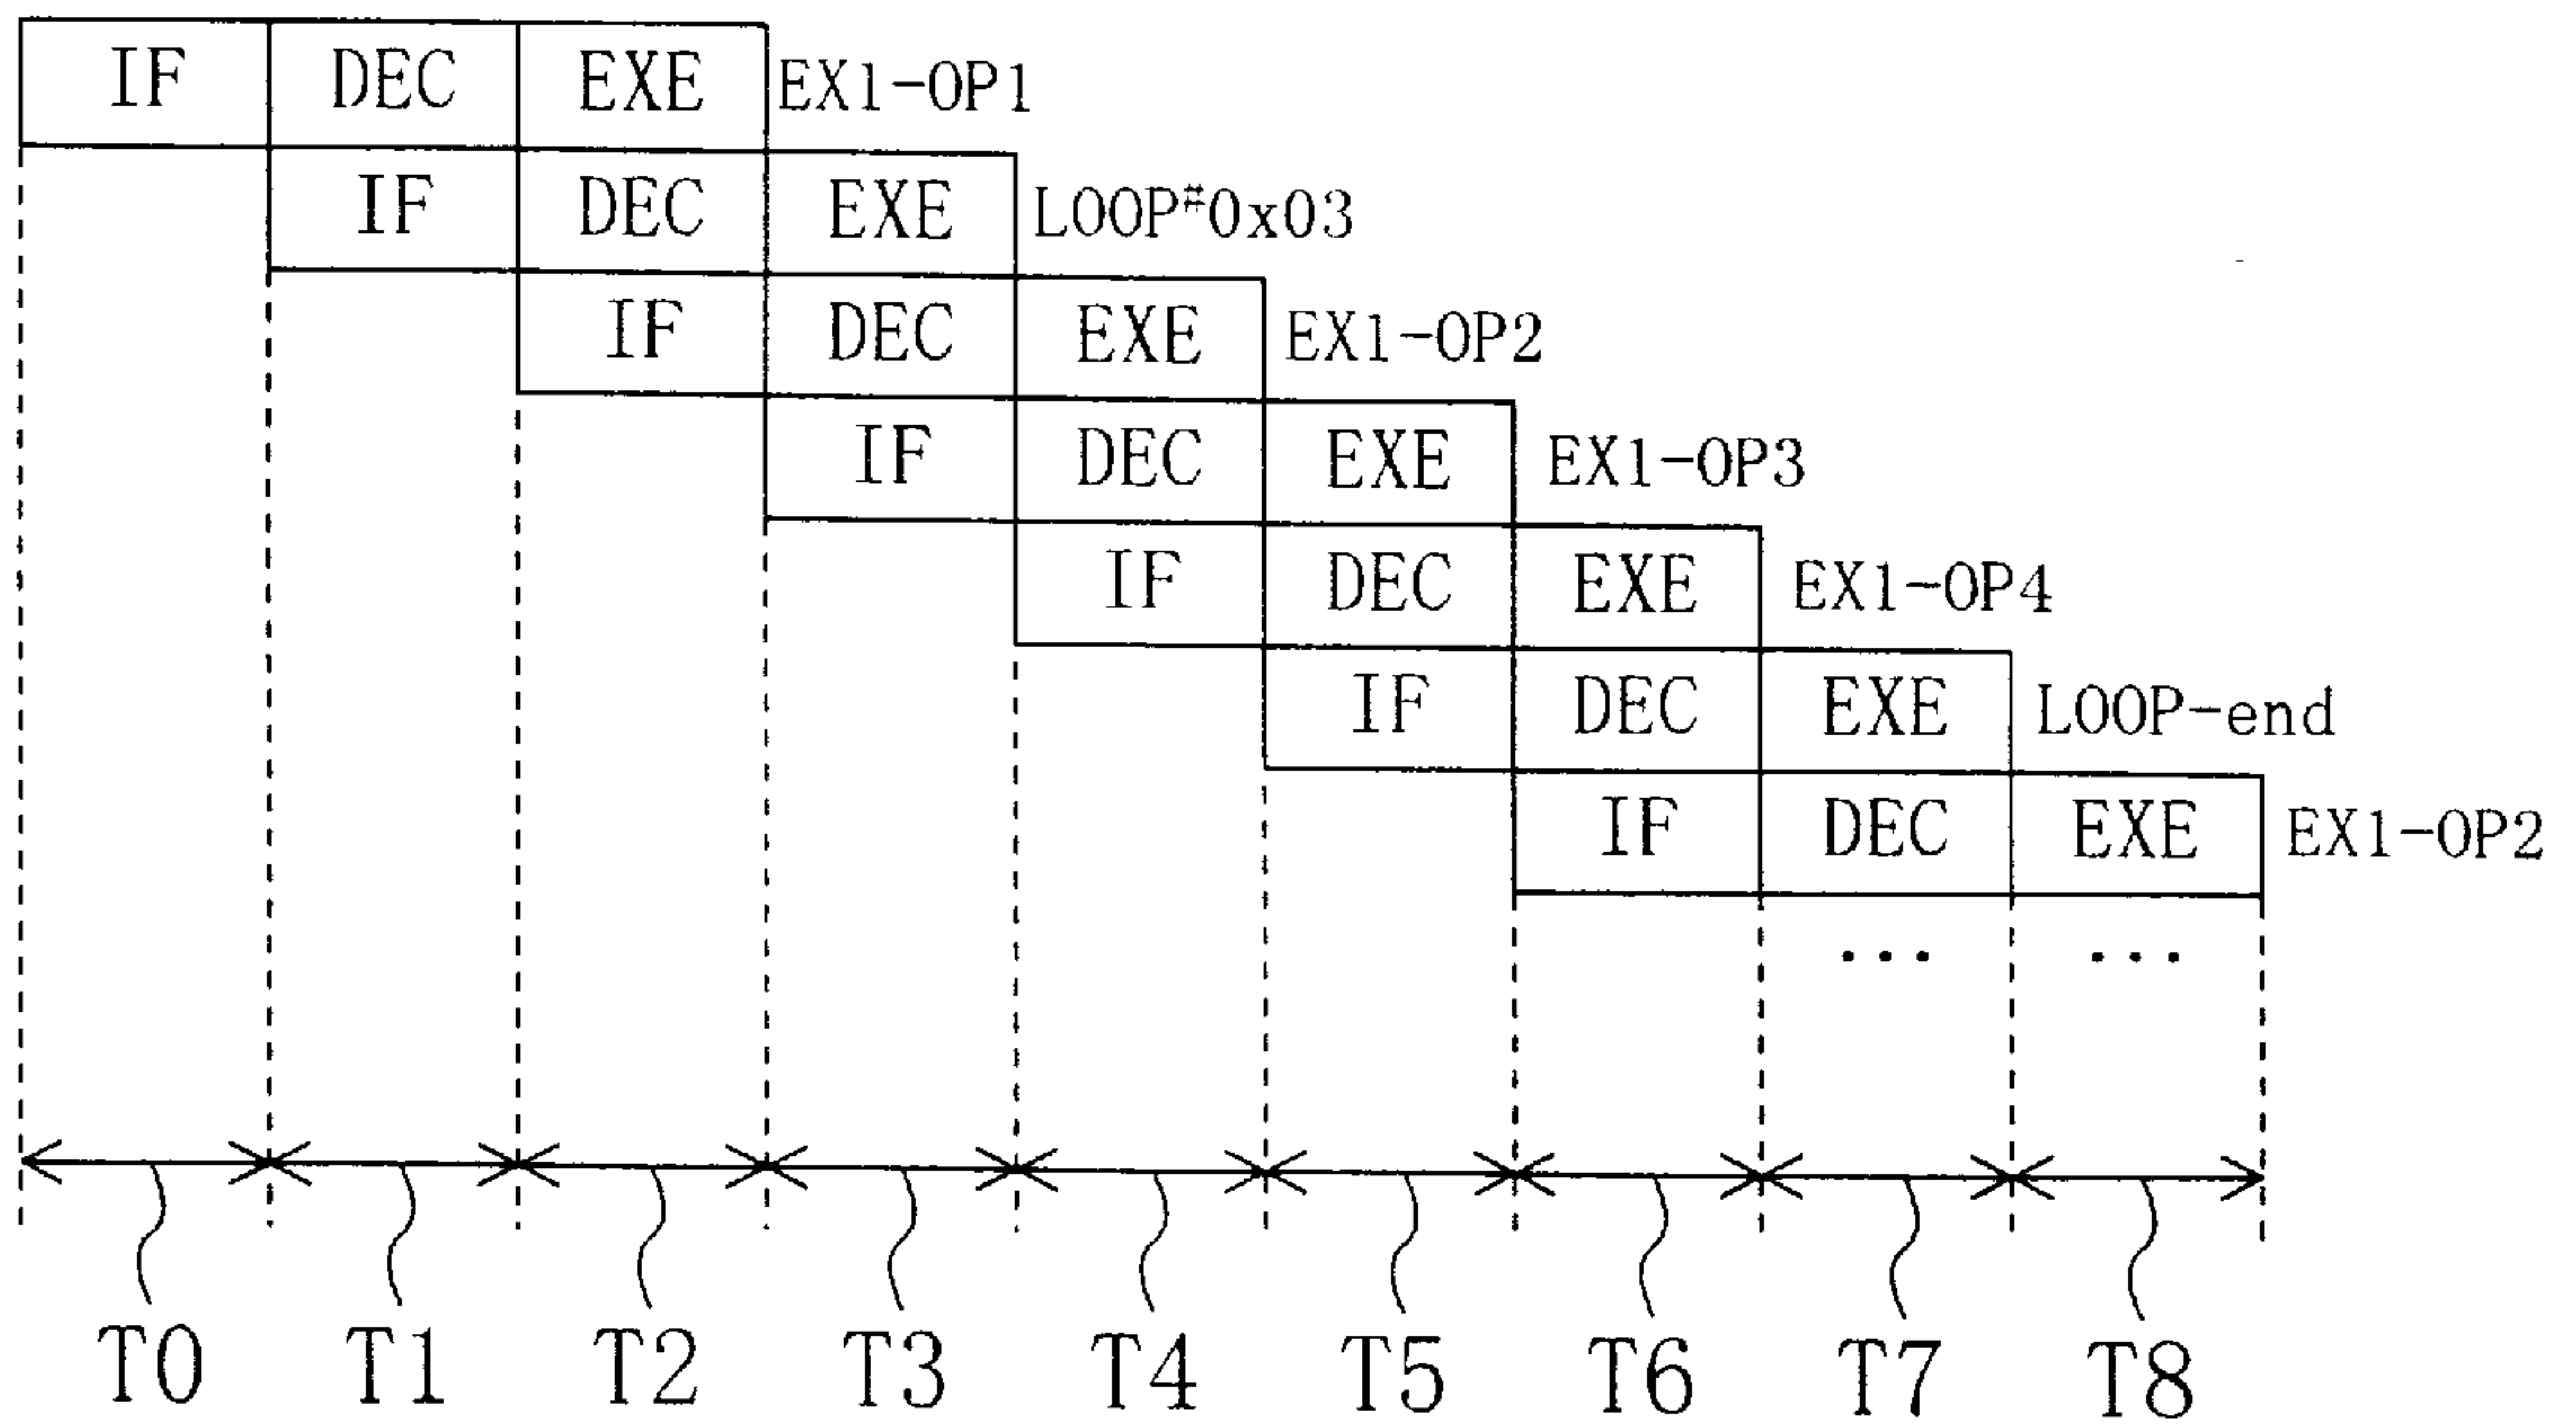 IF DEC EXE EX1-OP1
IF DEC EXE LOOP#0x03
IF DEC EXE EX1-OP2
IF DEC EXE EX1-OP3
IF DEC EXE EX1-OP4
IF DEC EXE LOOP-end
IF DEC EXE EX1-OP2
... ...
T0 T1 T2 T3 T4 T5 T6 T7 T8